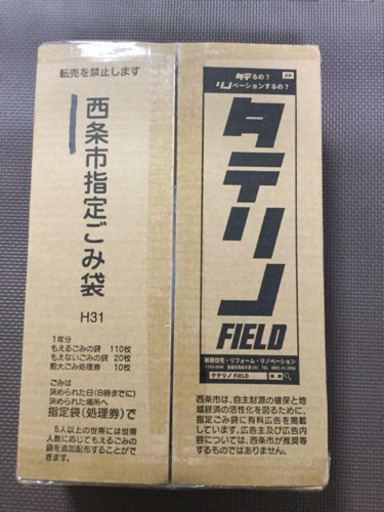 転売を禁止します
西条市指定ごみ袋
H31
1年分
もえるごみの袋 110枚
もえないごみの袋 20枚
粗大ごみ処理券 10枚
ごみは
決められた日(8時までに)
決められた場所へ
指定袋(処理券)で
5人以上の世帯には世帯
人数に応じてもえるごみの
袋を追加配布することがで
きます。
タテるの?
リノベーションするの?
タテリノ
FIELD
新築住宅・リフォーム・リノベーション
タテリノ FIELD
西条市は、自主財源の確保と地
域経済の活性化を図るために、
指定ごみ袋に有料広告を掲載
しています。広告主及び広告内
容については、西条市が推奨等
するものではありません。